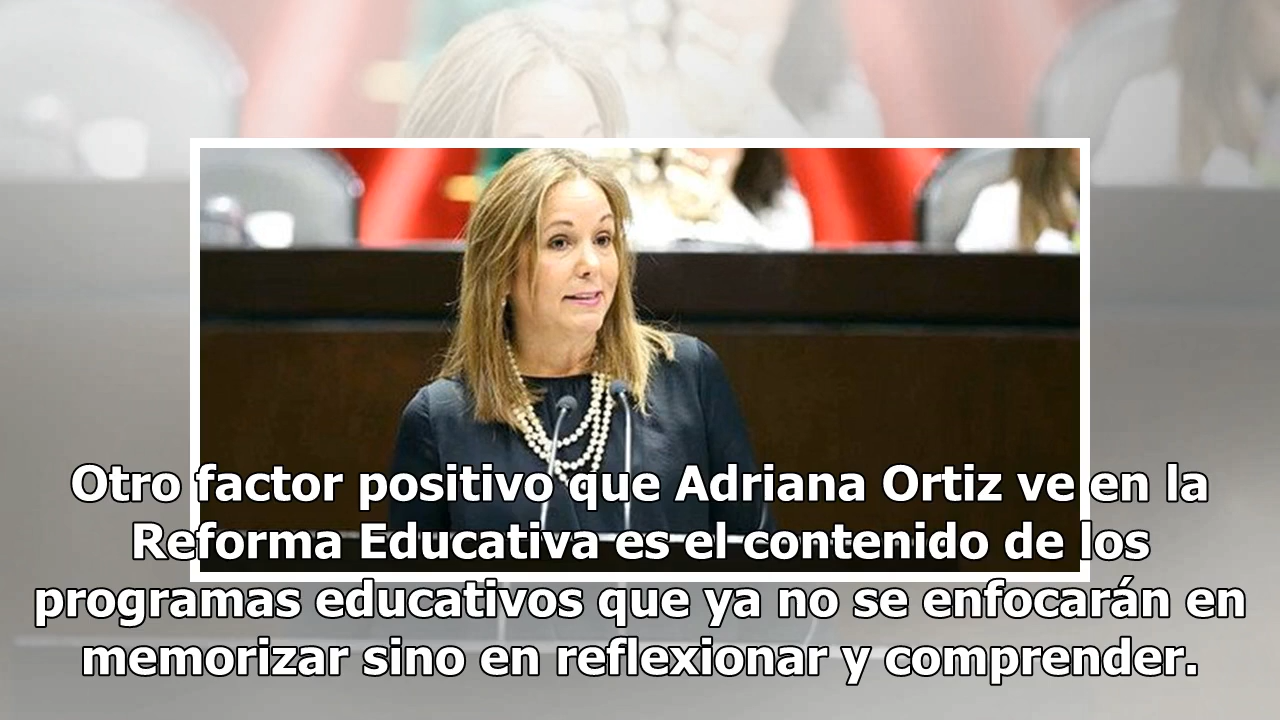 Otro factor positivo que Adriana Ortiz ve en la
Reforma Educativa es el contenido de los
programas educativos que ya no se enfocarán en
memorizar sino en reflexionar y comprender.